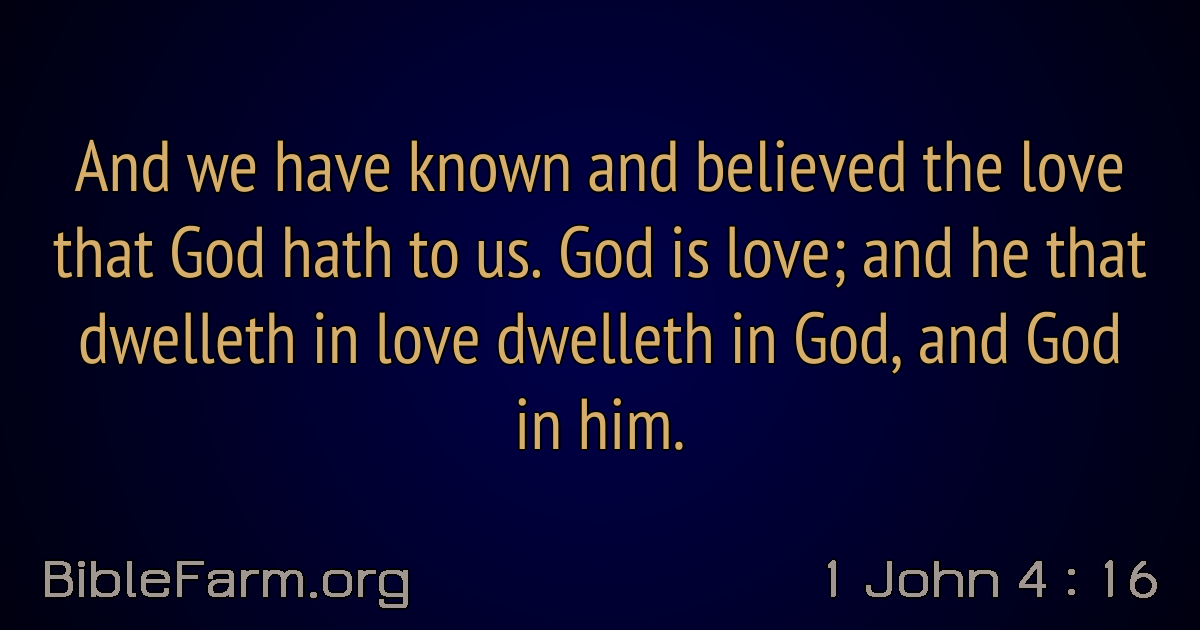 And we have known and believed the love
that God hath to us. God is love; and he that
dwelleth in love dwelleth in God, and God
in him.
BibleFarm.org
1 John 4 : 16